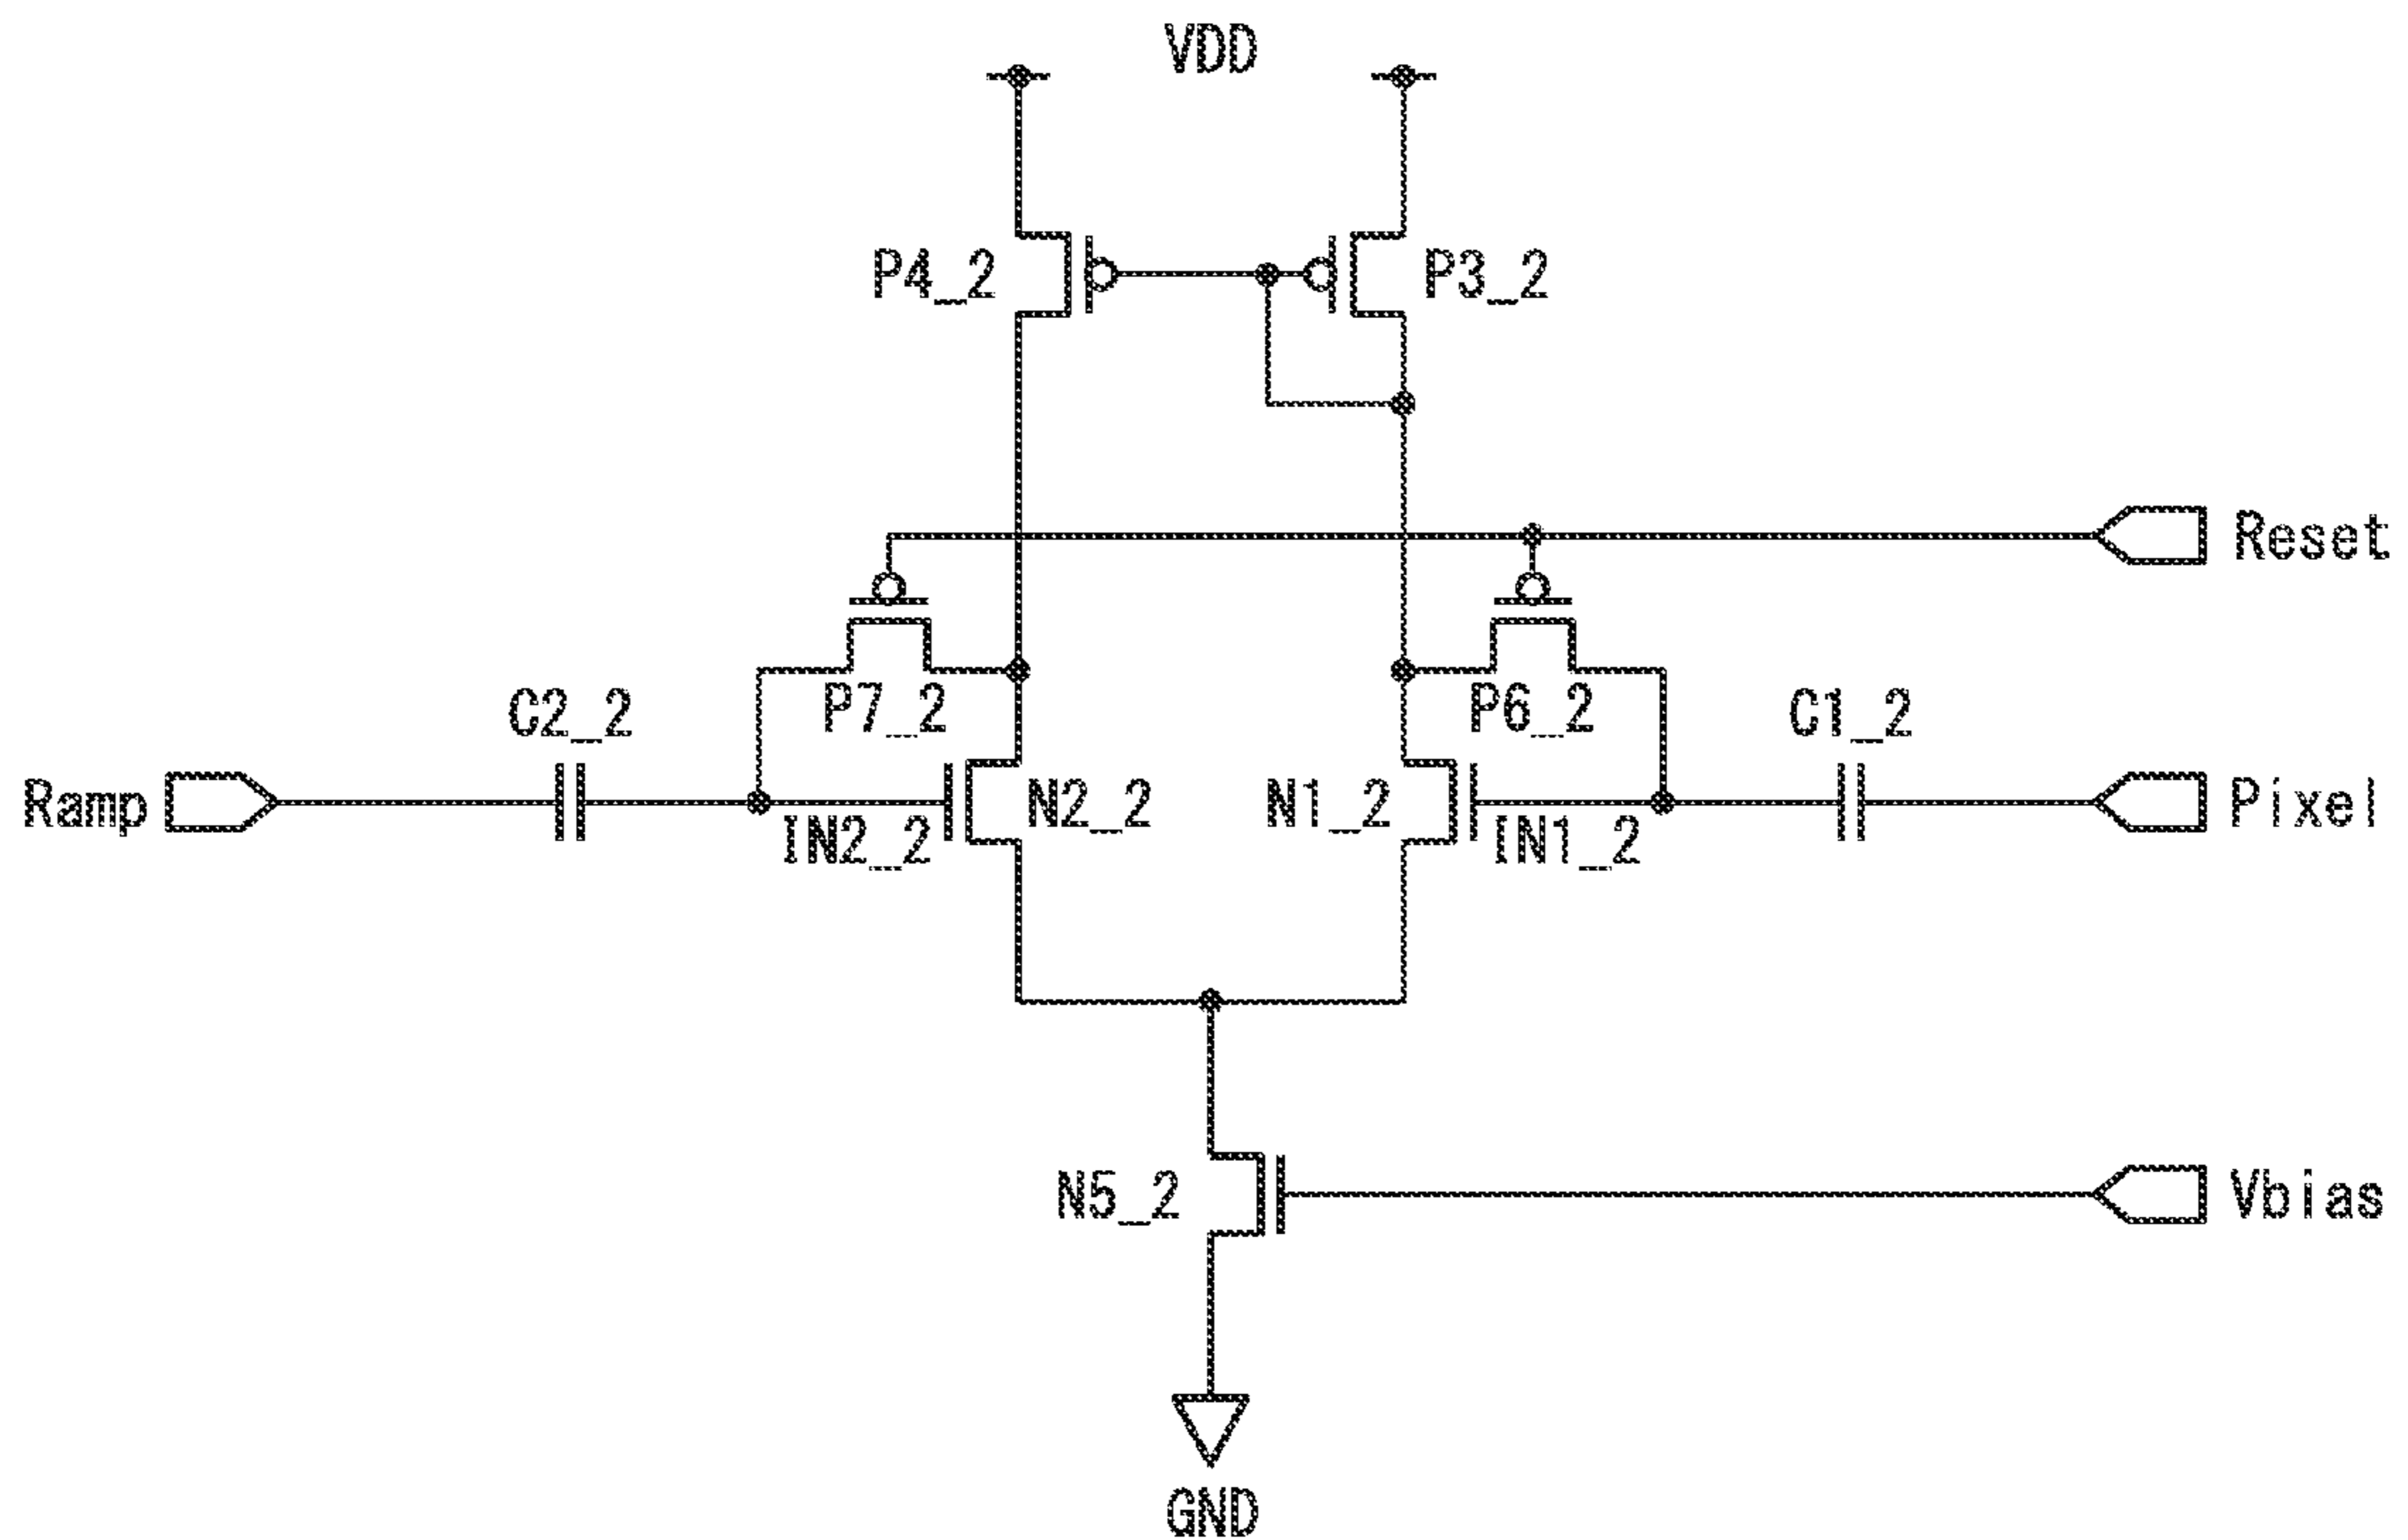 VDD
P4_2
P3_2
Reset
P7_2
P6_2
C2_2
C1_2
Ramp
N2_2
N1_2
Pixel
IN2_2
IN1_2
N5_2
Vbias
GND